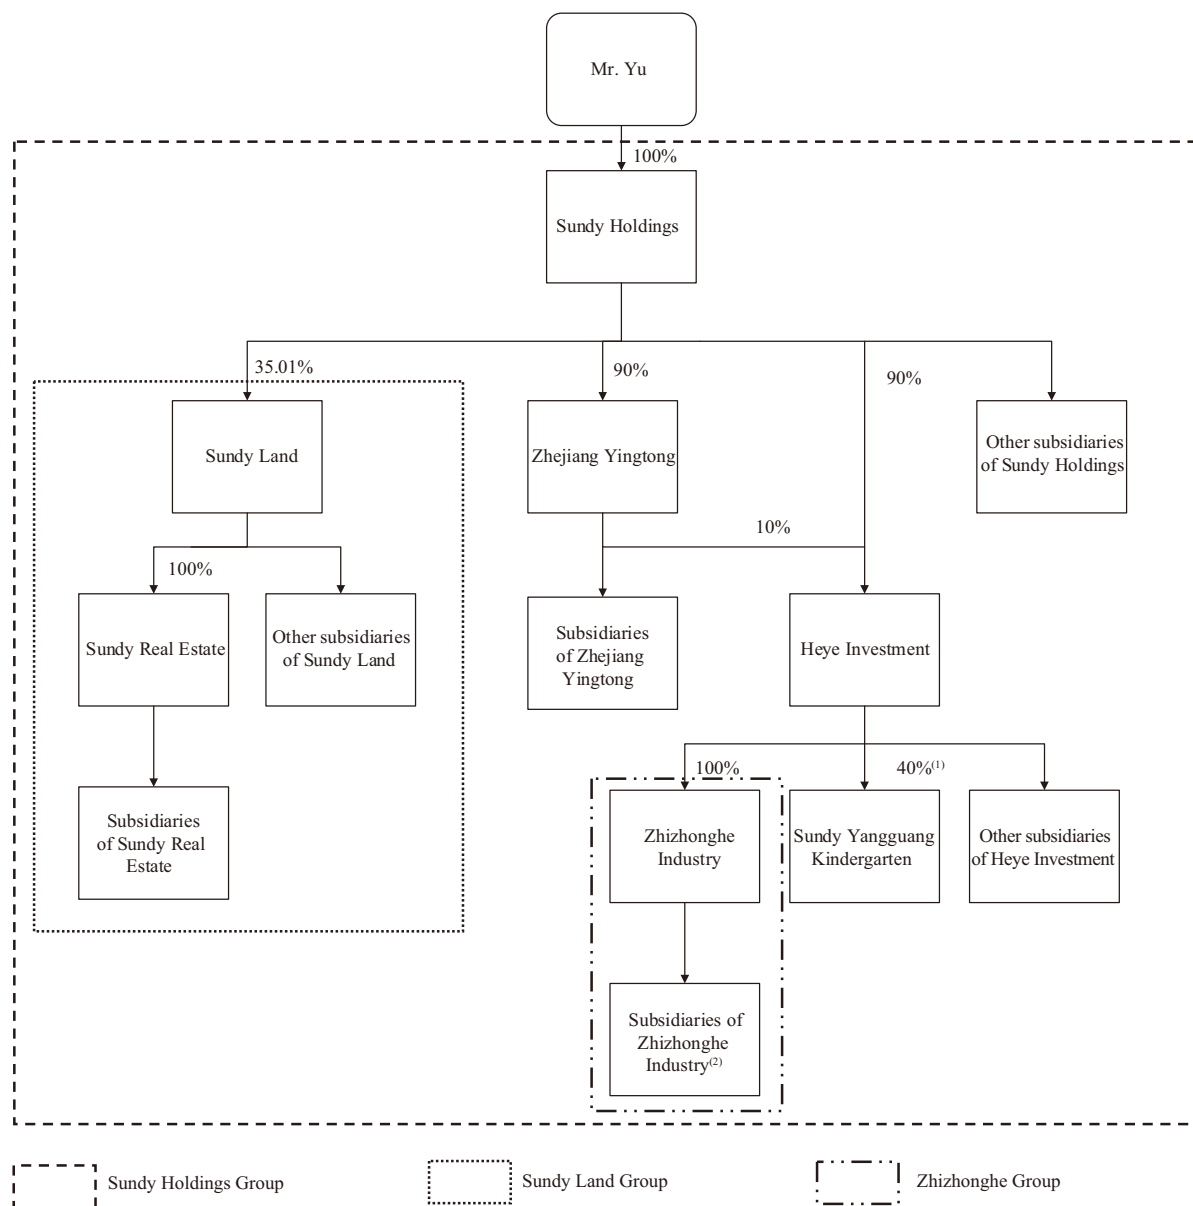 Mr. Yu
100%
Sundy Holdings
35.01%
90%
90%
Sundy Land
Zhejiang Yingtong
Other subsidiaries
of Sundy Holdings
10%
100%
Sundy Real Estate
Other subsidiaries
of Sundy Land
Subsidiaries
of Zhejiang
Yingtong
Heye Investment
100%
40%(1)
Subsidiaries
of Sundy Real
Estate
Zhizhonghe
Industry
Sundy Yangguang
Kindergarten
Other subsidiaries
of Heye Investment
Subsidiaries of
Zhizhonghe
Industry(2)
Sundy Holdings Group
Sundy Land Group
Zhizhonghe Group